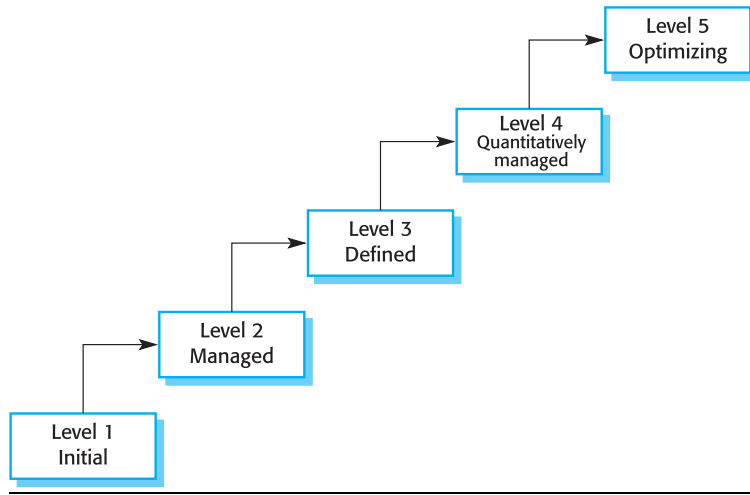 Level 5
Optimizing
Level 4
Quantitatively
managed
Level 3
Defined
Level 2
Managed
Level 1
Initial